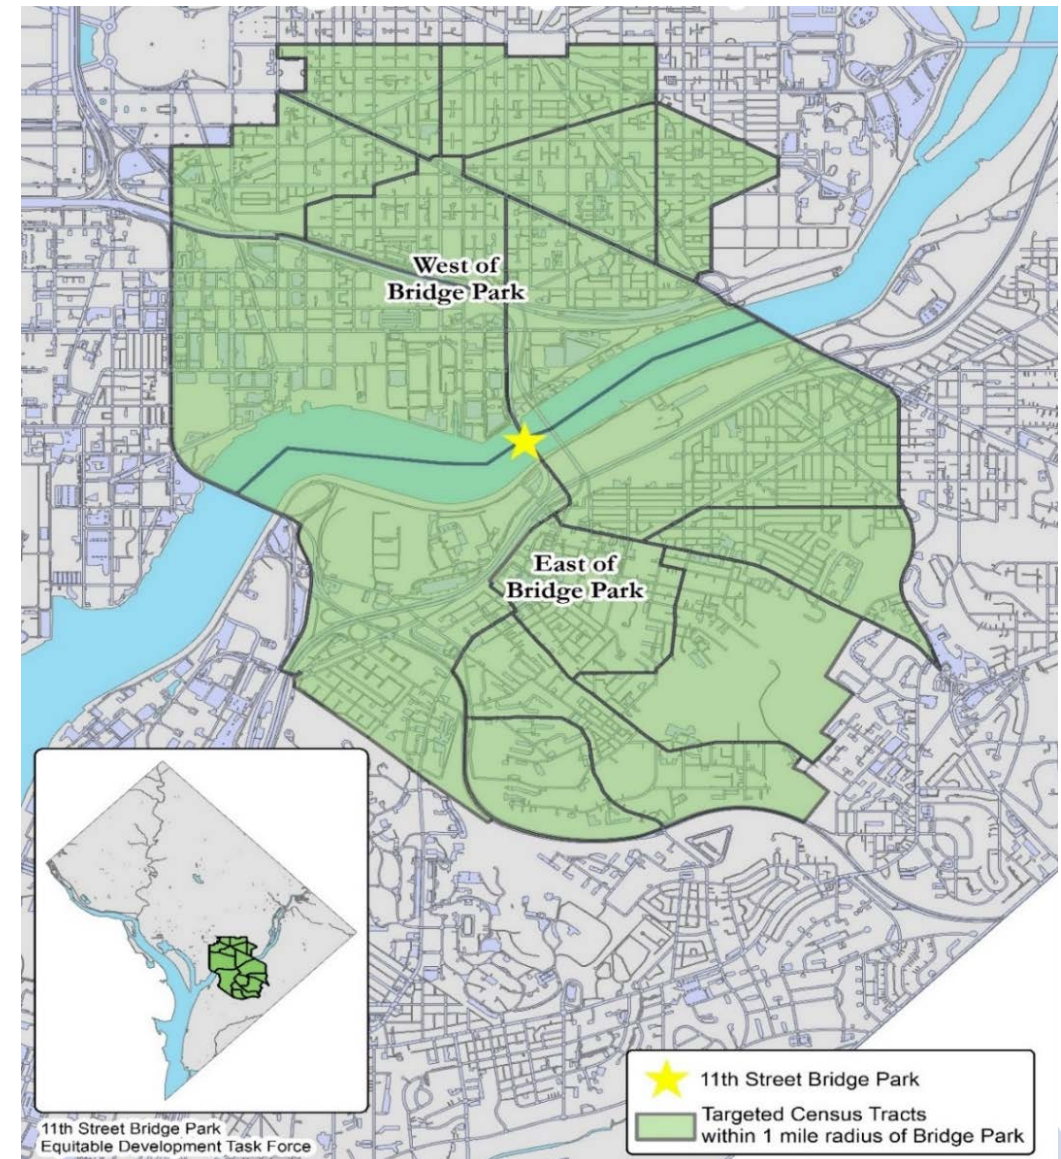 West of
Bridge Park
East of
Bridge Park
11th Street Bridge Park
Targeted Census Tracts
within 1 mile radius of Bridge Park
11th Street Bridge Park
Equitable Development Task Force